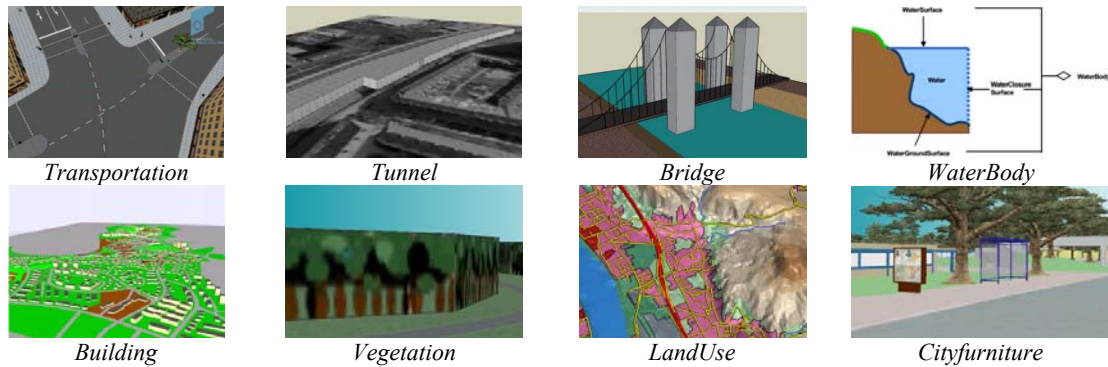 WaterSurface
Water
WaterClosure
Surface
WaterBody
WaterGroundSurface
Transportation
Tunnel
Bridge
WaterBody
Building
Vegetation
LandUse
Cityfurniture